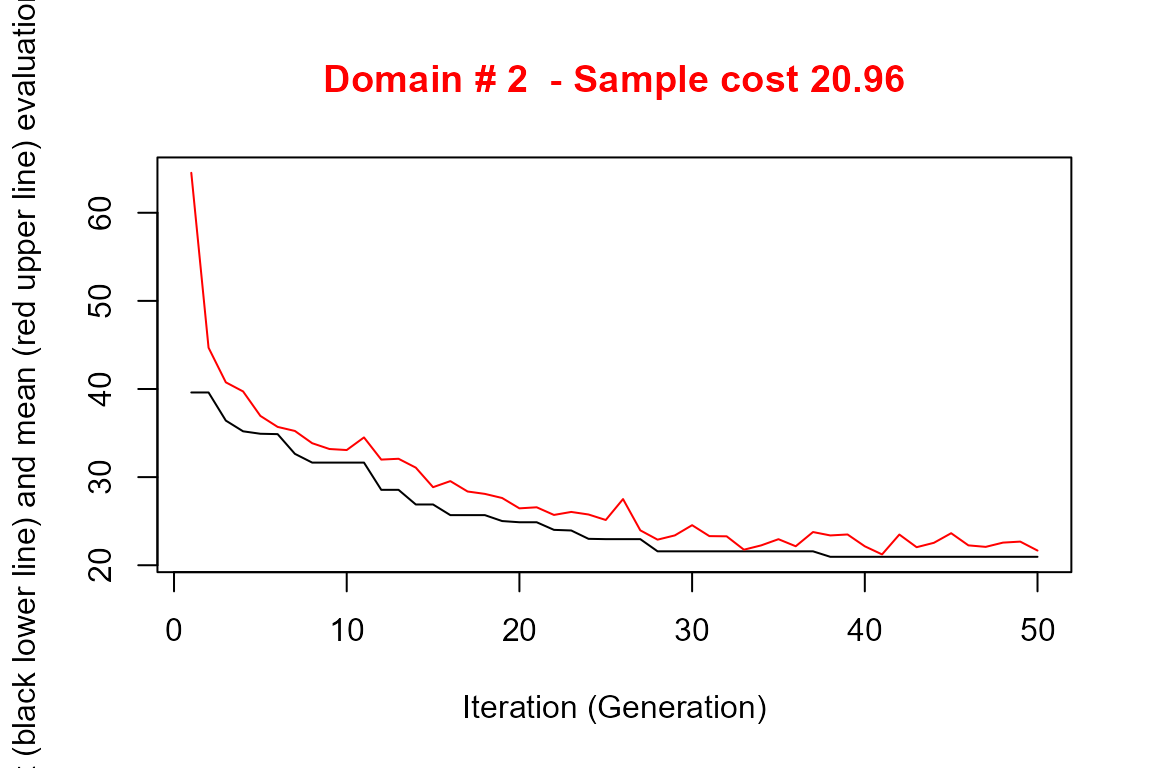 Domain # 2  - Sample cost 20.96
(black lower line) and mean (red upper line)
60
50
40
30
20
0 10 20 30 40 50
Iteration (Generation)